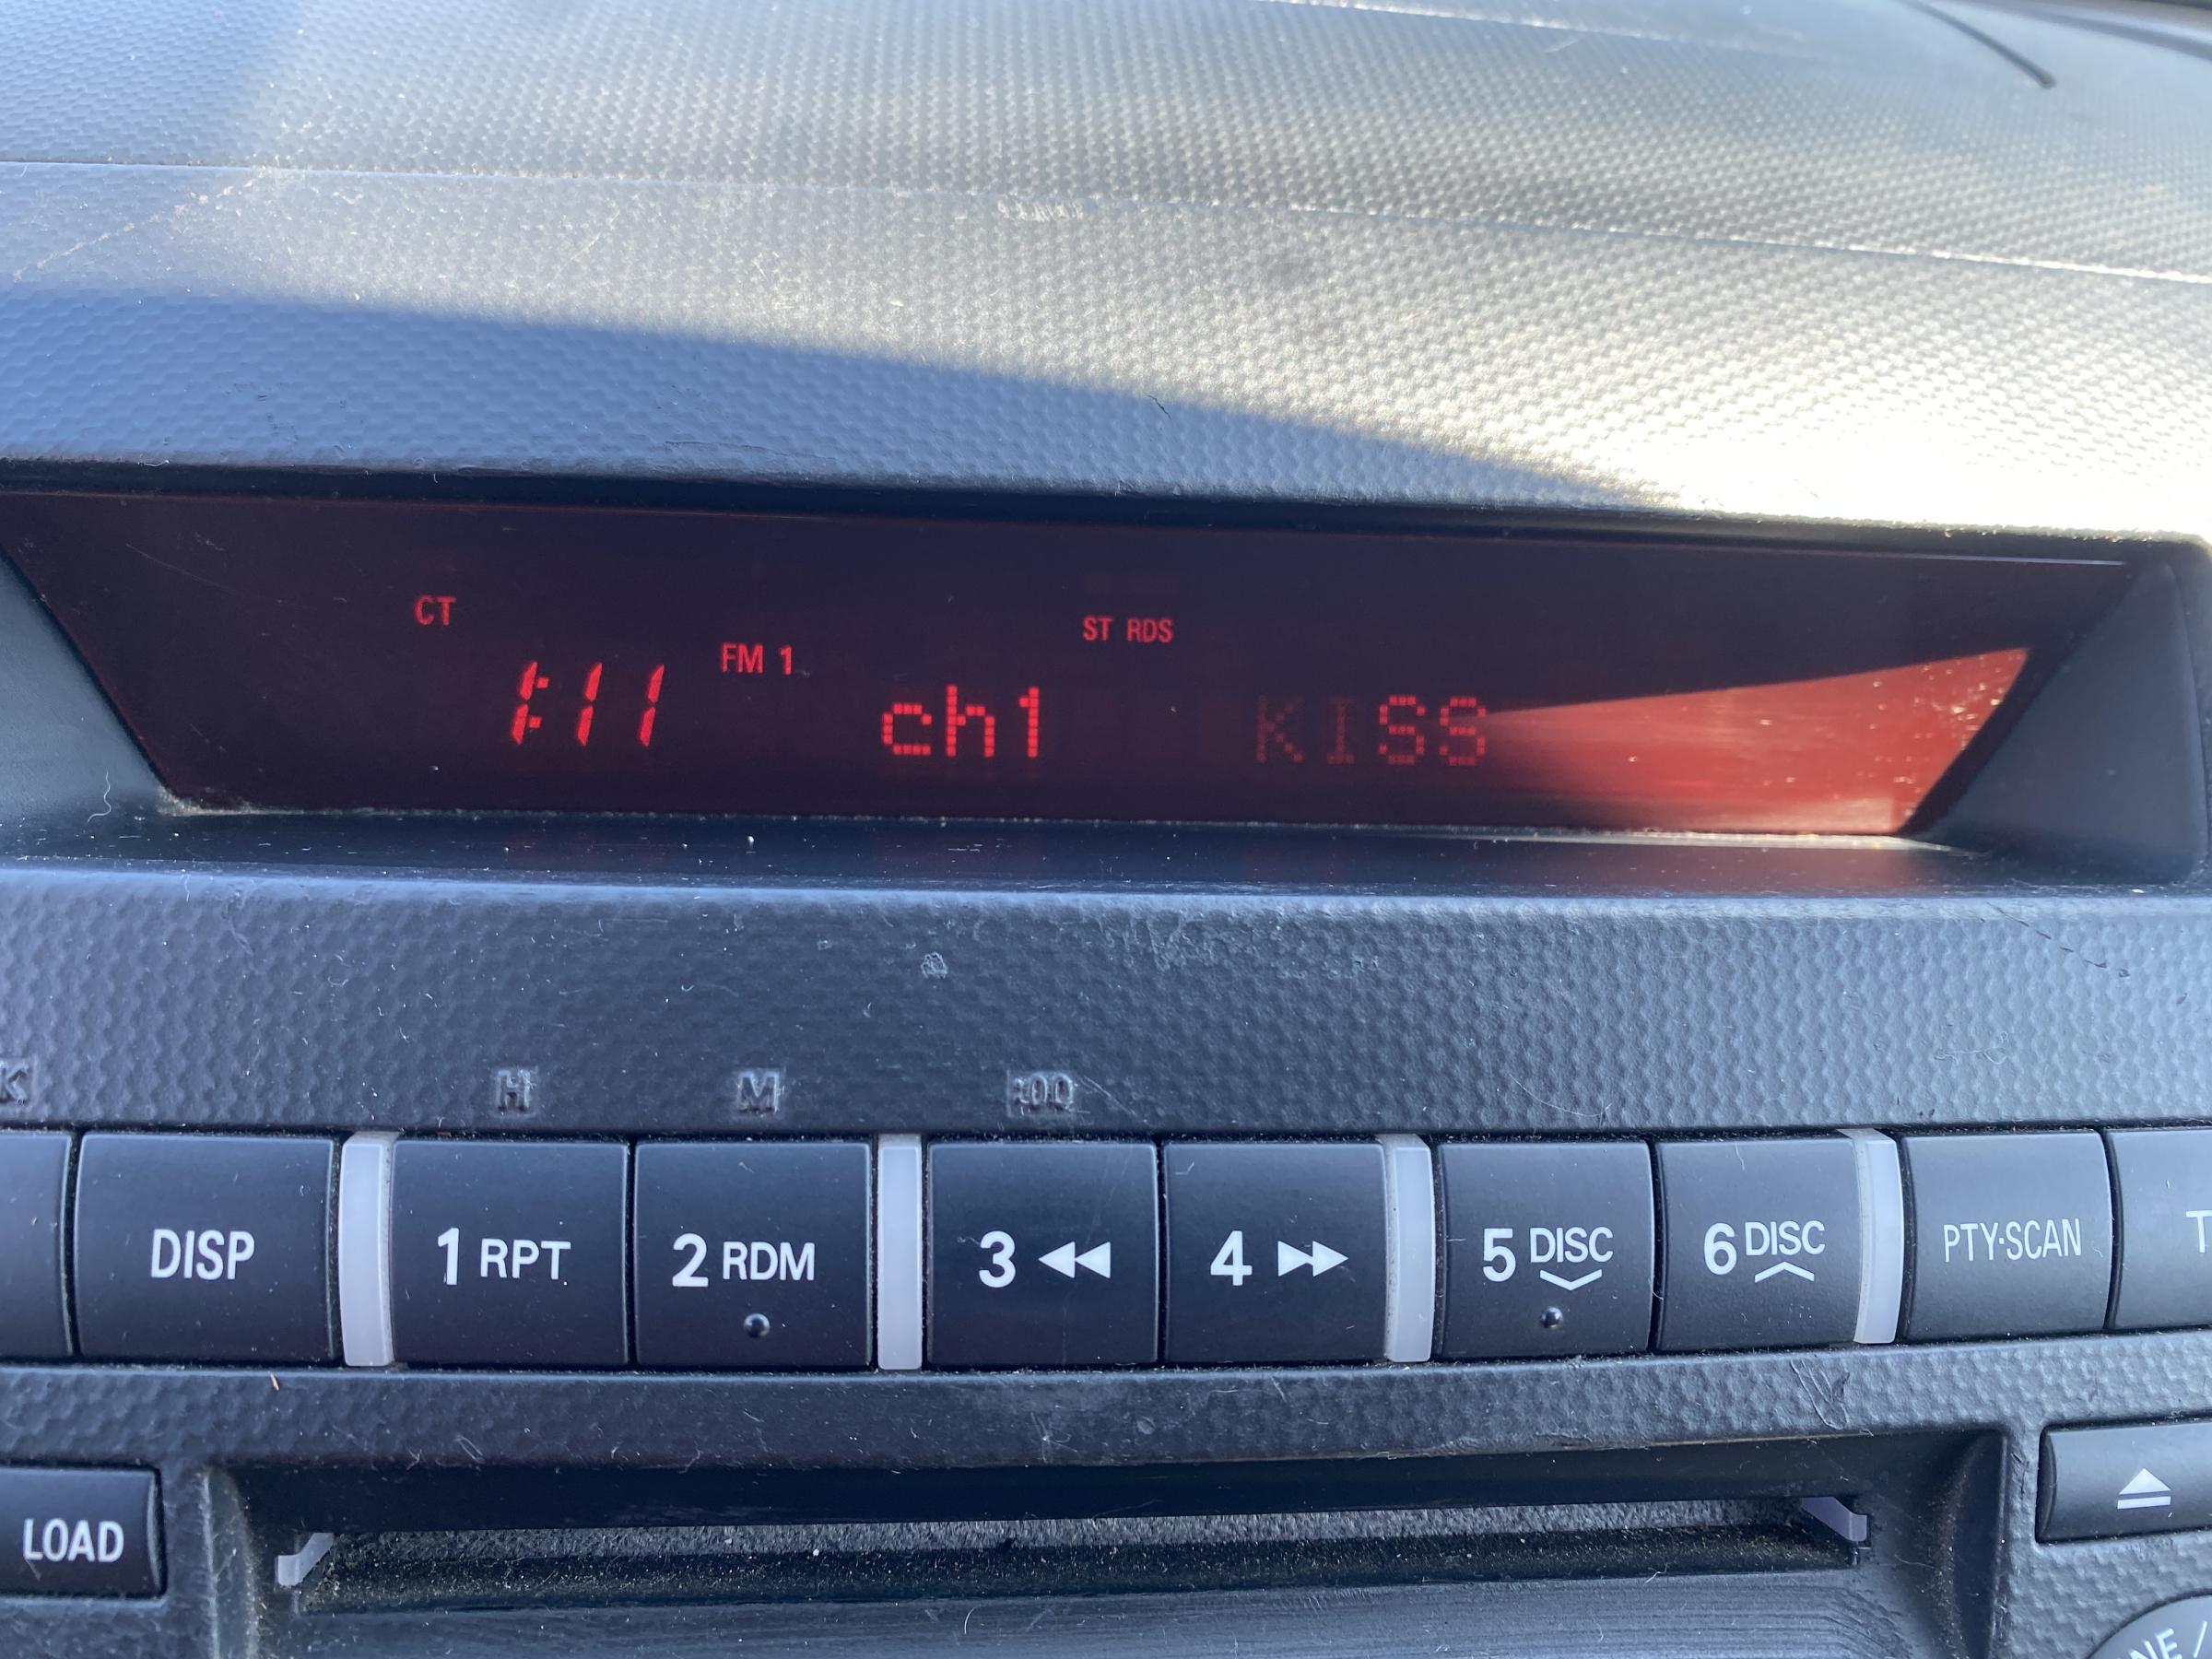 CT
ST RDS
FM 1
1:11 ch1 KISS
H M :00
DISP 1 RPT 2 RDM 3 4 5 DISC 6 DISC PTY·SCAN
LOAD